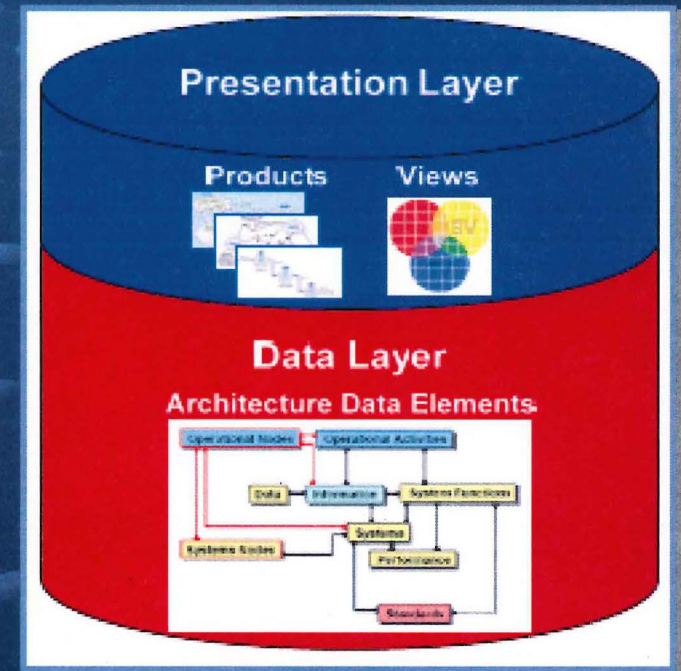 Presentation Layer
Products Views
SV
Data Layer
Architecture Data Elements
Operational Nodes Operational Activities
Data Information System Functions
Systems
Systems Nodes
Performance
Standards